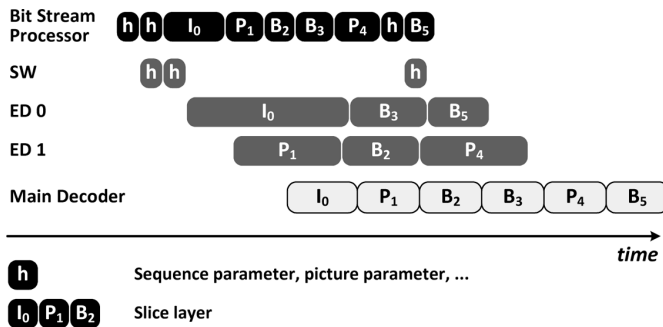 Bit Stream
Processor
h h I₀ P₁ B₂ B₃ P₄ h B₅
SW
h h h
ED 0
I₀ B₃ B₅
ED 1
P₁ B₂ P₄
Main Decoder
I₀ P₁ B₂ B₃ P₄ B₅
time
h Sequence parameter, picture parameter, ...
I₀ P₁ B₂ Slice layer